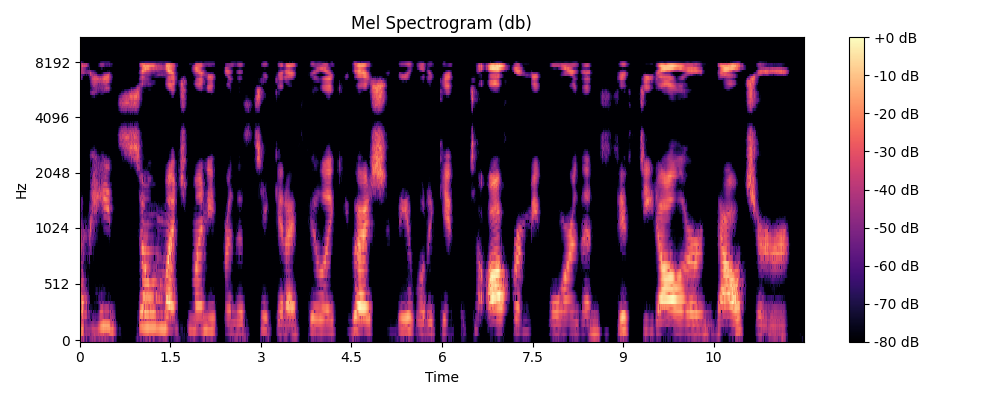 Mel Spectrogram (db)
8192
4096
2048
1024
512
0
Hz
0 1.5 3 4.5 6 7.5 9 10
Time
+0 dB
-10 dB
-20 dB
-30 dB
-40 dB
-50 dB
-60 dB
-70 dB
-80 dB